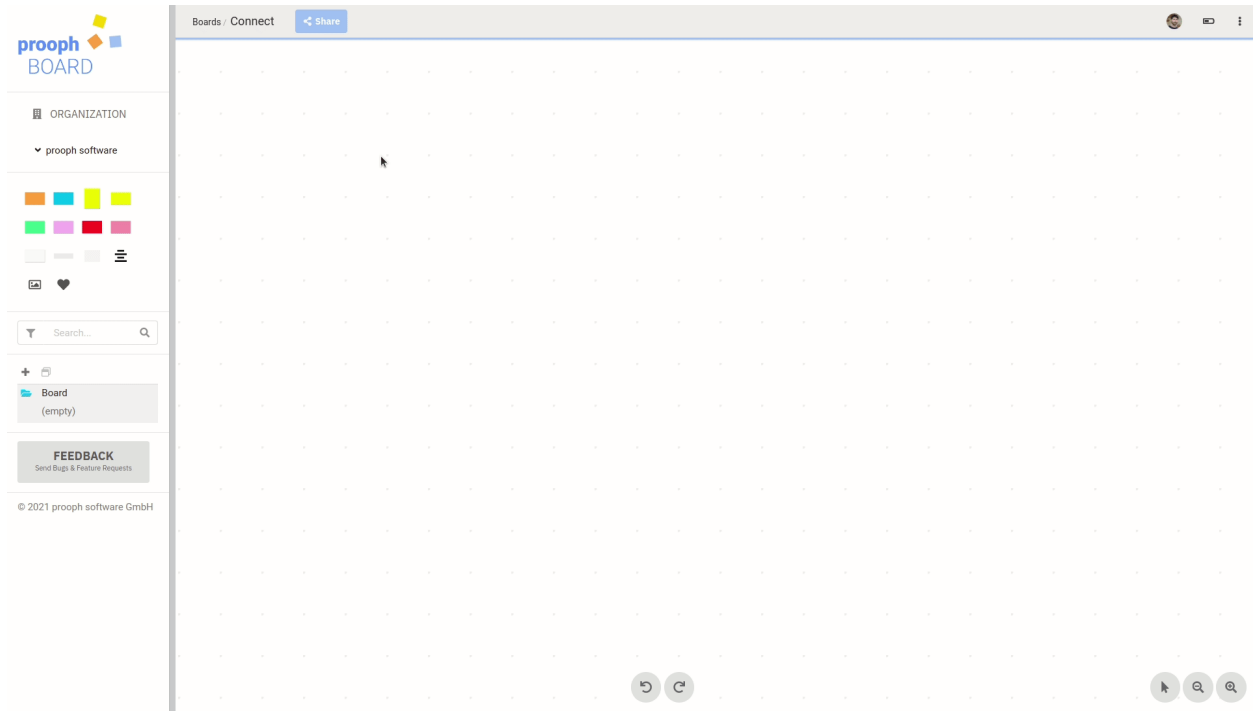 prooph
BOARD
Boards / Connect
Share
ORGANIZATION
prooph software
Search...
Board
(empty)
FEEDBACK
Send Bugs & Feature Requests
© 2021 prooph software GmbH